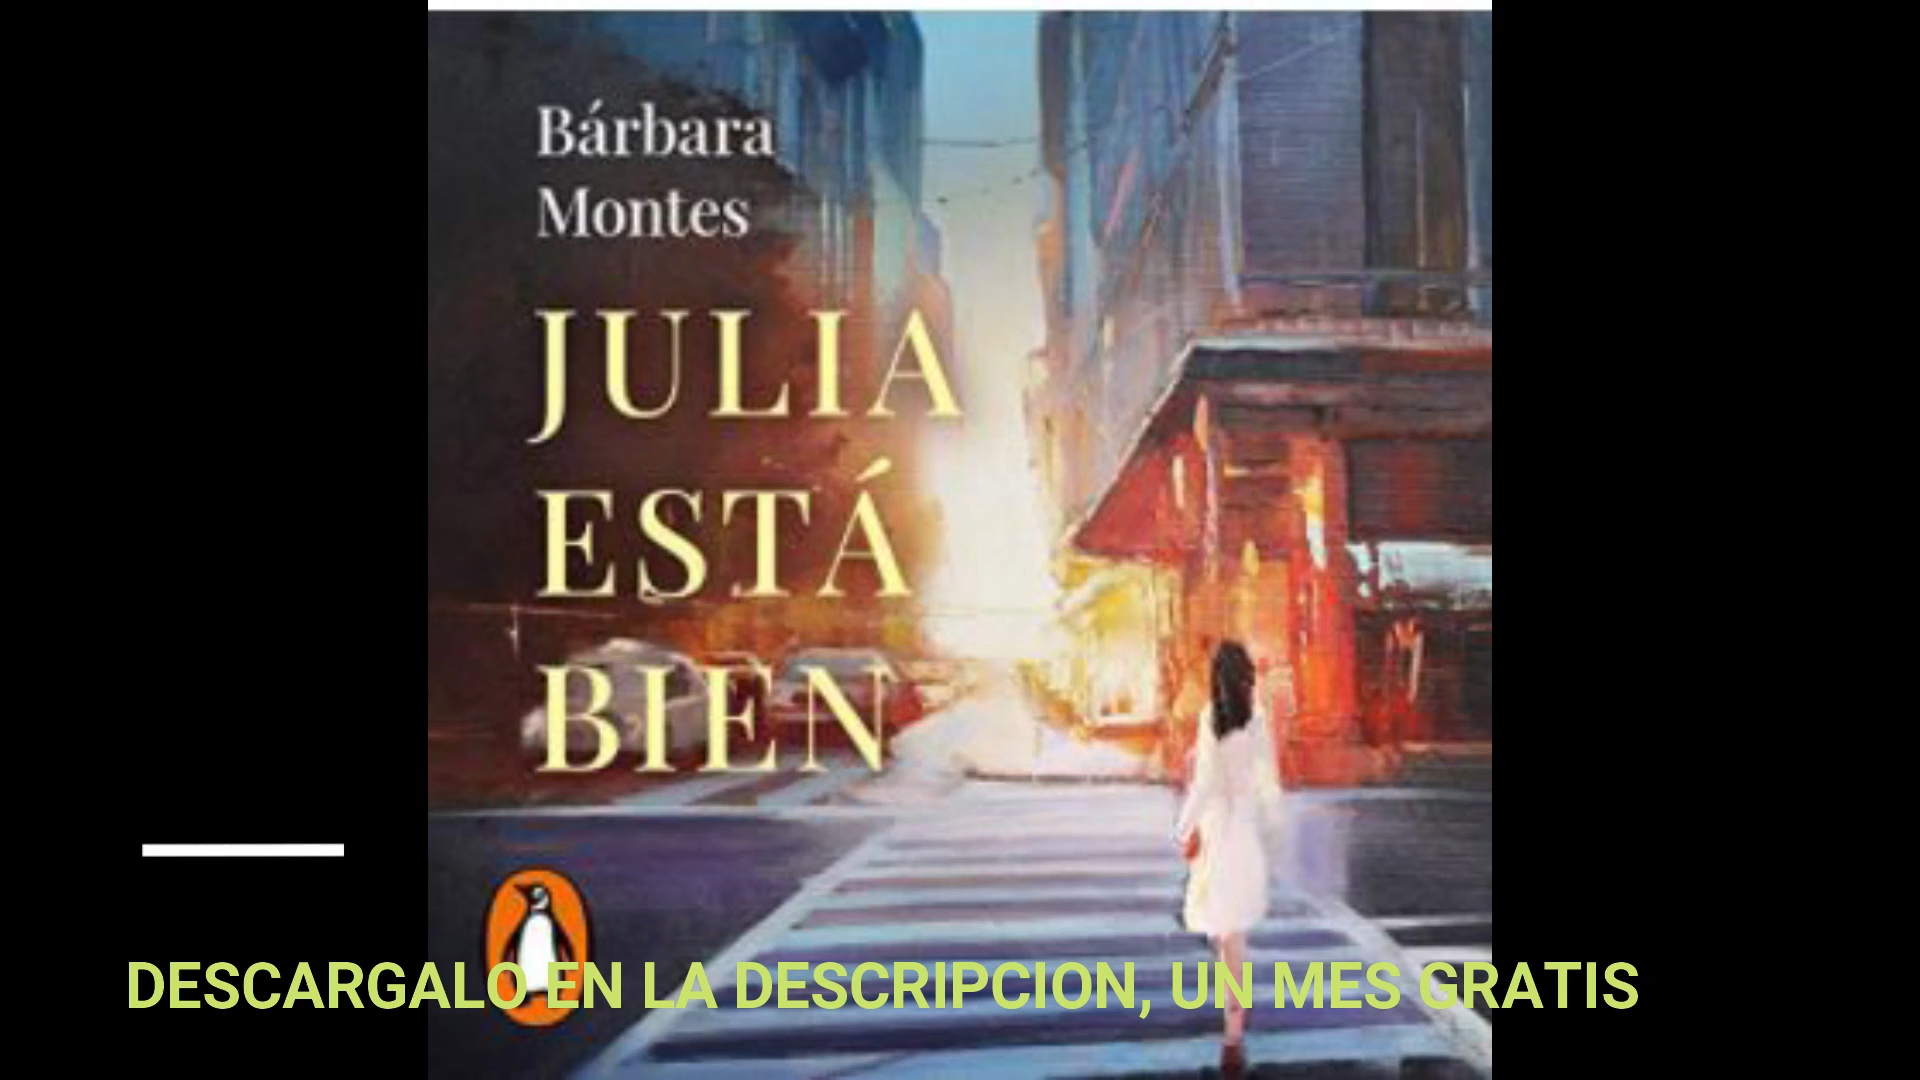 Bárbara
Montes
JULIA
ESTÁ
BIEN
DESCARGALO EN LA DESCRIPCION, UN MES GRATIS